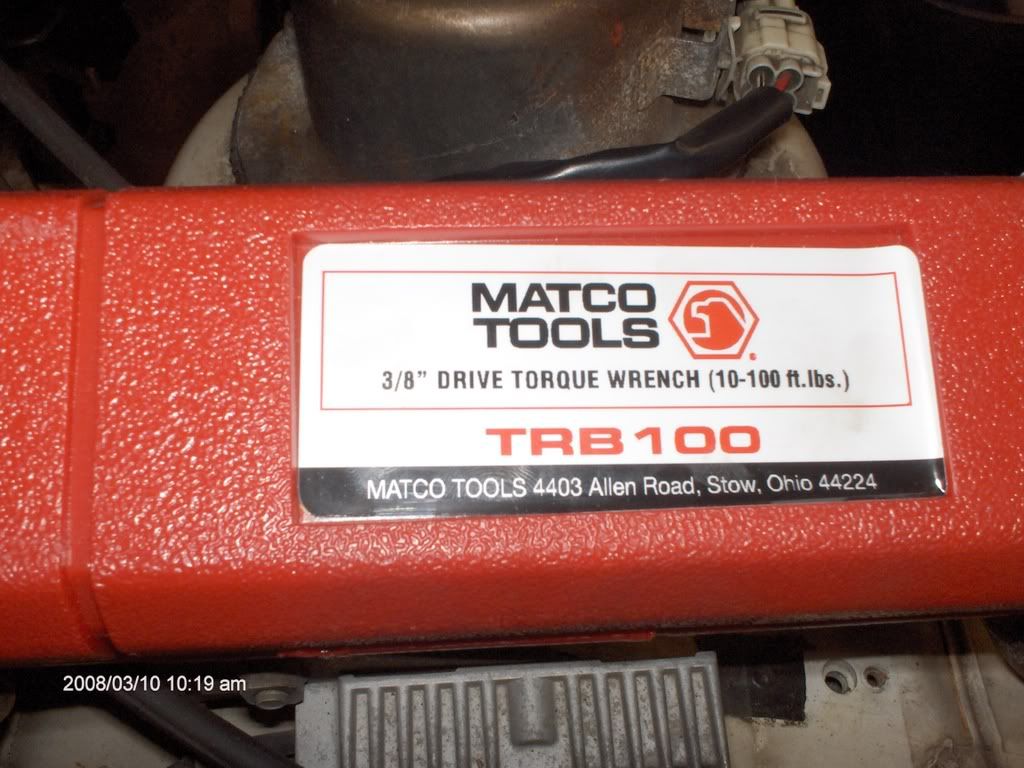 MATCO
TOOLS
3/8” DRIVE TORQUE WRENCH (10-100 ft.lbs.)
TRB100
MATCO TOOLS 4403 Allen Road, Stow, Ohio 44224
2008/03/10 10:19 am